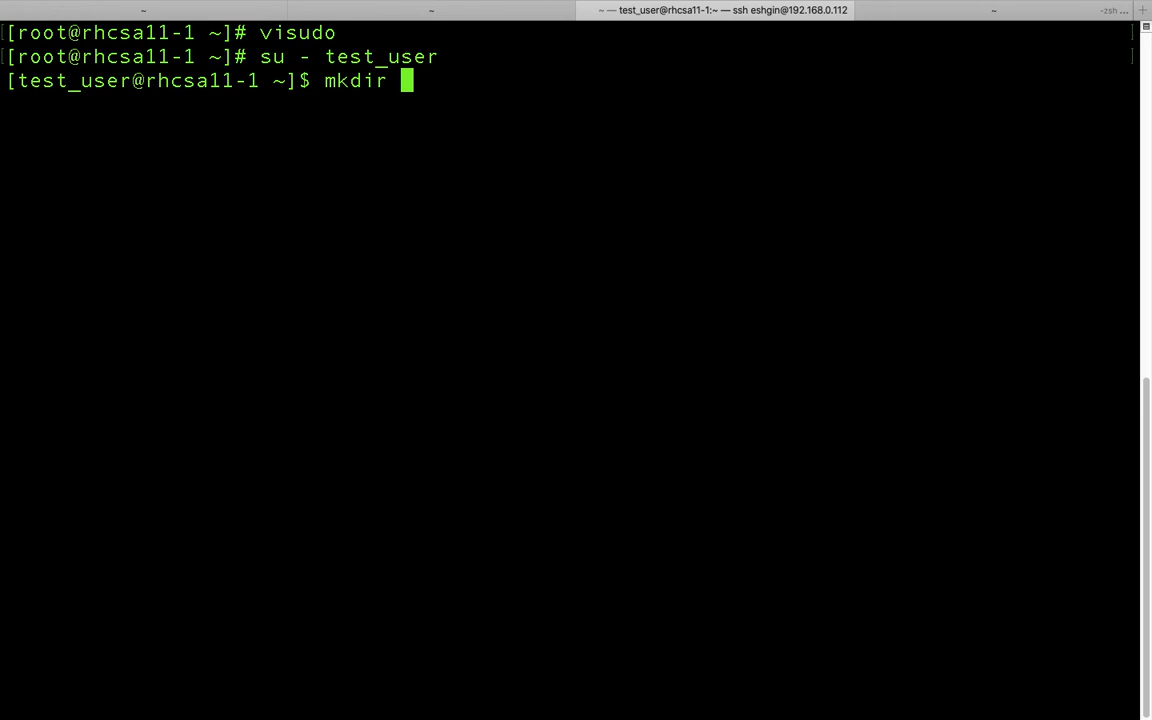 ~
~
~ — test_user@rhcsa11-1:~ — ssh eshgin@192.168.0.112
~
-zsh ...
+
[root@rhcsa11-1 ~]# visudo
[root@rhcsa11-1 ~]# su - test_user
[test_user@rhcsa11-1 ~]$ mkdir